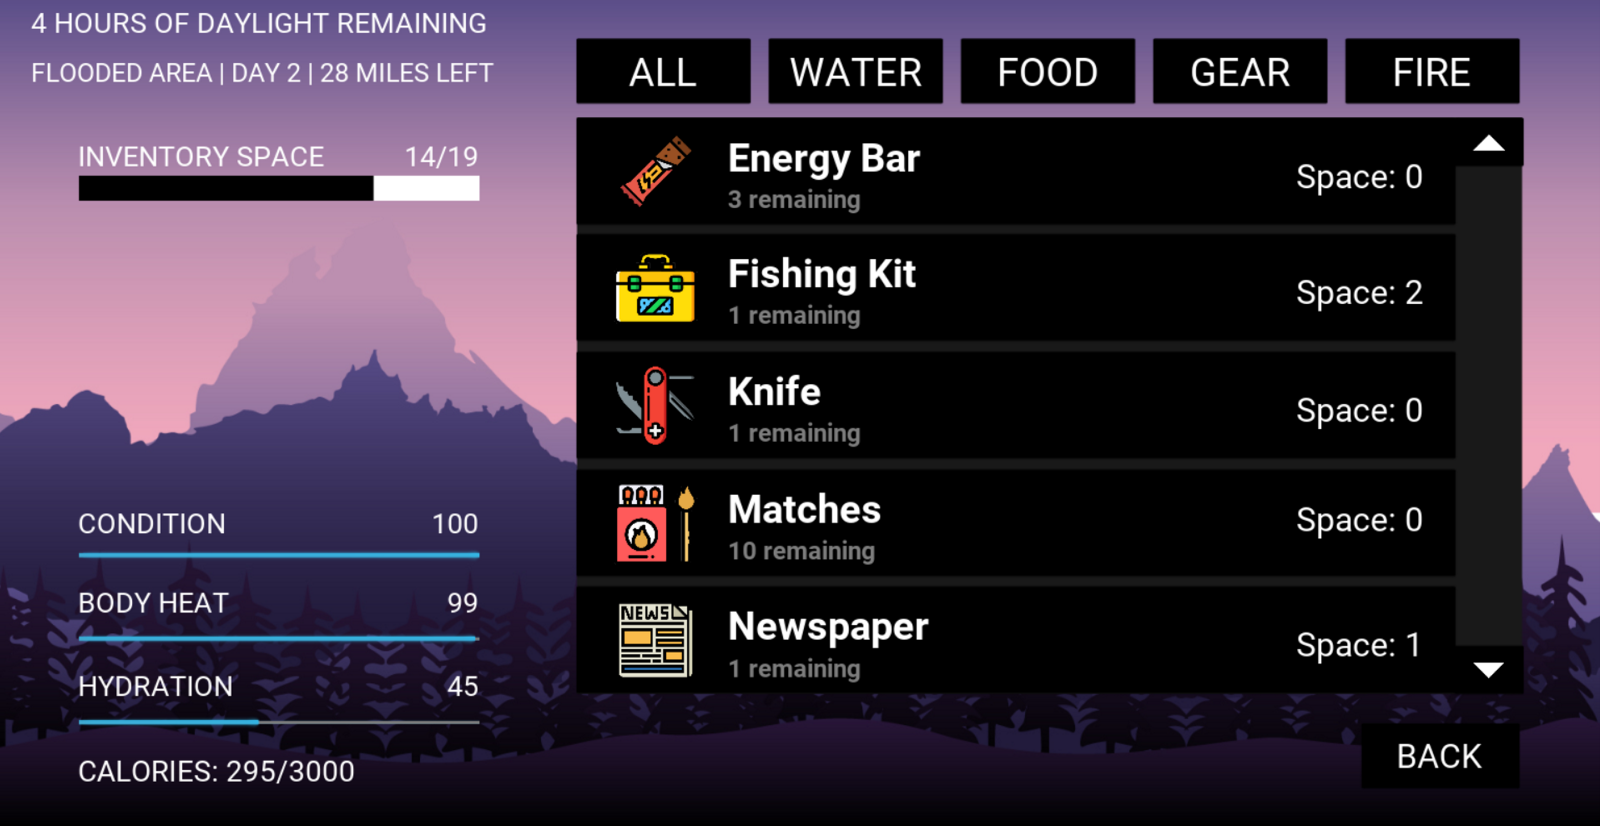 4 HOURS OF DAYLIGHT REMAINING
FLOODED AREA | DAY 2 | 28 MILES LEFT
INVENTORY SPACE 14/19
CONDITION 100
BODY HEAT 99
HYDRATION 45
CALORIES: 295/3000
ALL WATER FOOD GEAR FIRE
Energy Bar
3 remaining
Space: 0
Fishing Kit
1 remaining
Space: 2
Knife
1 remaining
Space: 0
Matches
10 remaining
Space: 0
NEWS
Newspaper
1 remaining
Space: 1
BACK